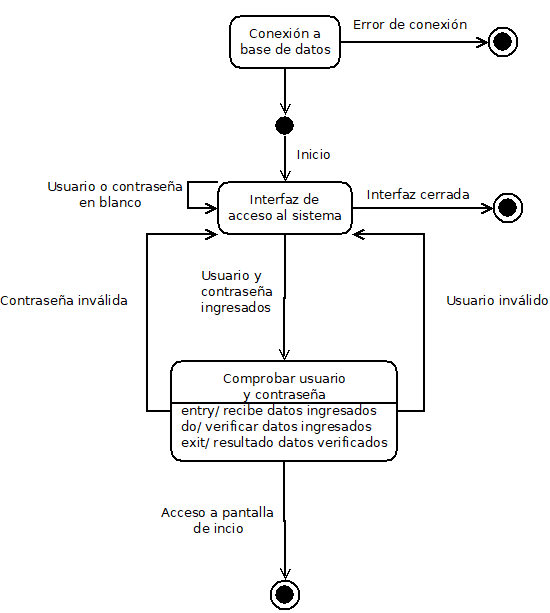 Conexión a
base de datos
Error de conexión
Inicio
Usuario o contraseña
en blanco
Interfaz de
acceso al sistema
Interfaz cerrada
Usuario y
contraseña
ingresados
Contraseña inválida
Usuario inválido
Comprobar usuario
y contraseña
entry/ recibe datos ingresados
do/ verificar datos ingresados
exit/ resultado datos verificados
Acceso a pantalla
de incio